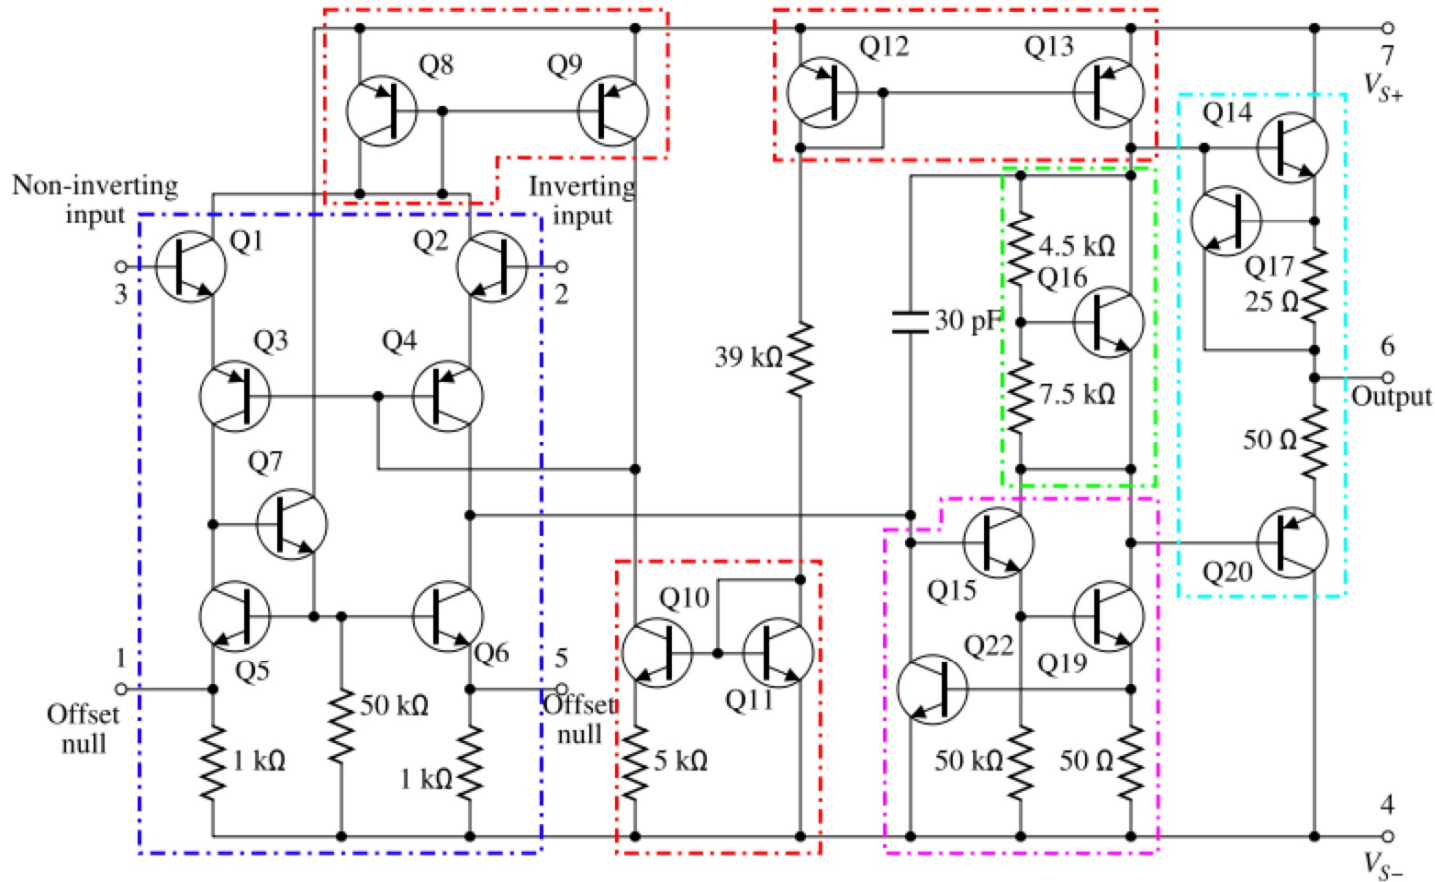 Q8
Q9
Q12
Q13
7
V_S+
Q14
Non-inverting
input
Inverting
input
Q1
Q2
3
2
Q17
25 Ω
4.5 kΩ
Q16
30 pF
Q3
Q4
39 kΩ
6
Output
7.5 kΩ
50 Ω
Q7
Q15
Q20
Q10
Q5
Q6
Q11
Q22
Q19
1
5
Offset
null
Offset
null
50 kΩ
1 kΩ
1 kΩ
5 kΩ
50 kΩ
50 Ω
4
V_S−